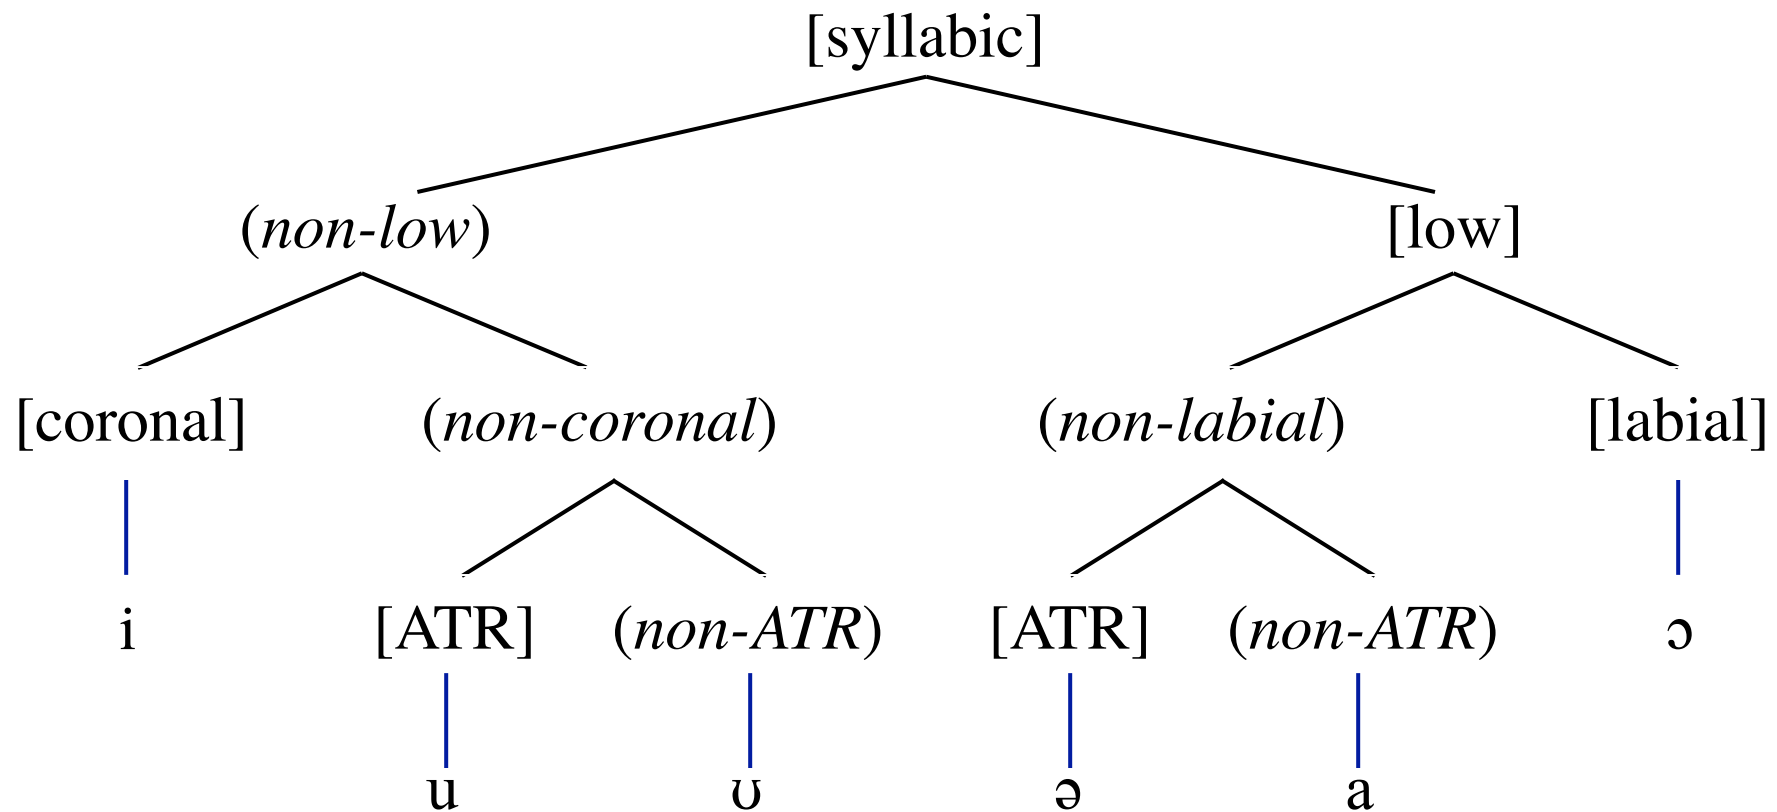 [syllabic]
(non-low) [low]
[coronal] (non-coronal) (non-labial) [labial]
i [ATR] (non-ATR) [ATR] (non-ATR) ɔ
u ʊ ə a